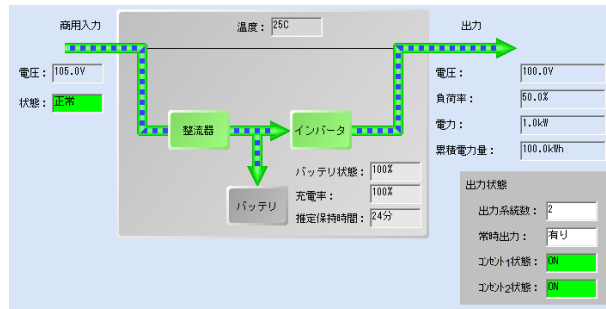 商用入力
温度： 25C
出力
電圧： 105.0V
状態： 正常
電圧： 100.0V
負荷率： 50.0%
電力： 1.0kW
累積電力量： 100.0kWh
整流器
インバータ
バッテリ
バッテリ状態： 100%
充電率： 100%
推定保持時間： 24分
出力状態
出力系統数： 2
常時出力： 有り
ｺﾝｾﾝﾄ1状態： ON
ｺﾝｾﾝﾄ2状態： ON